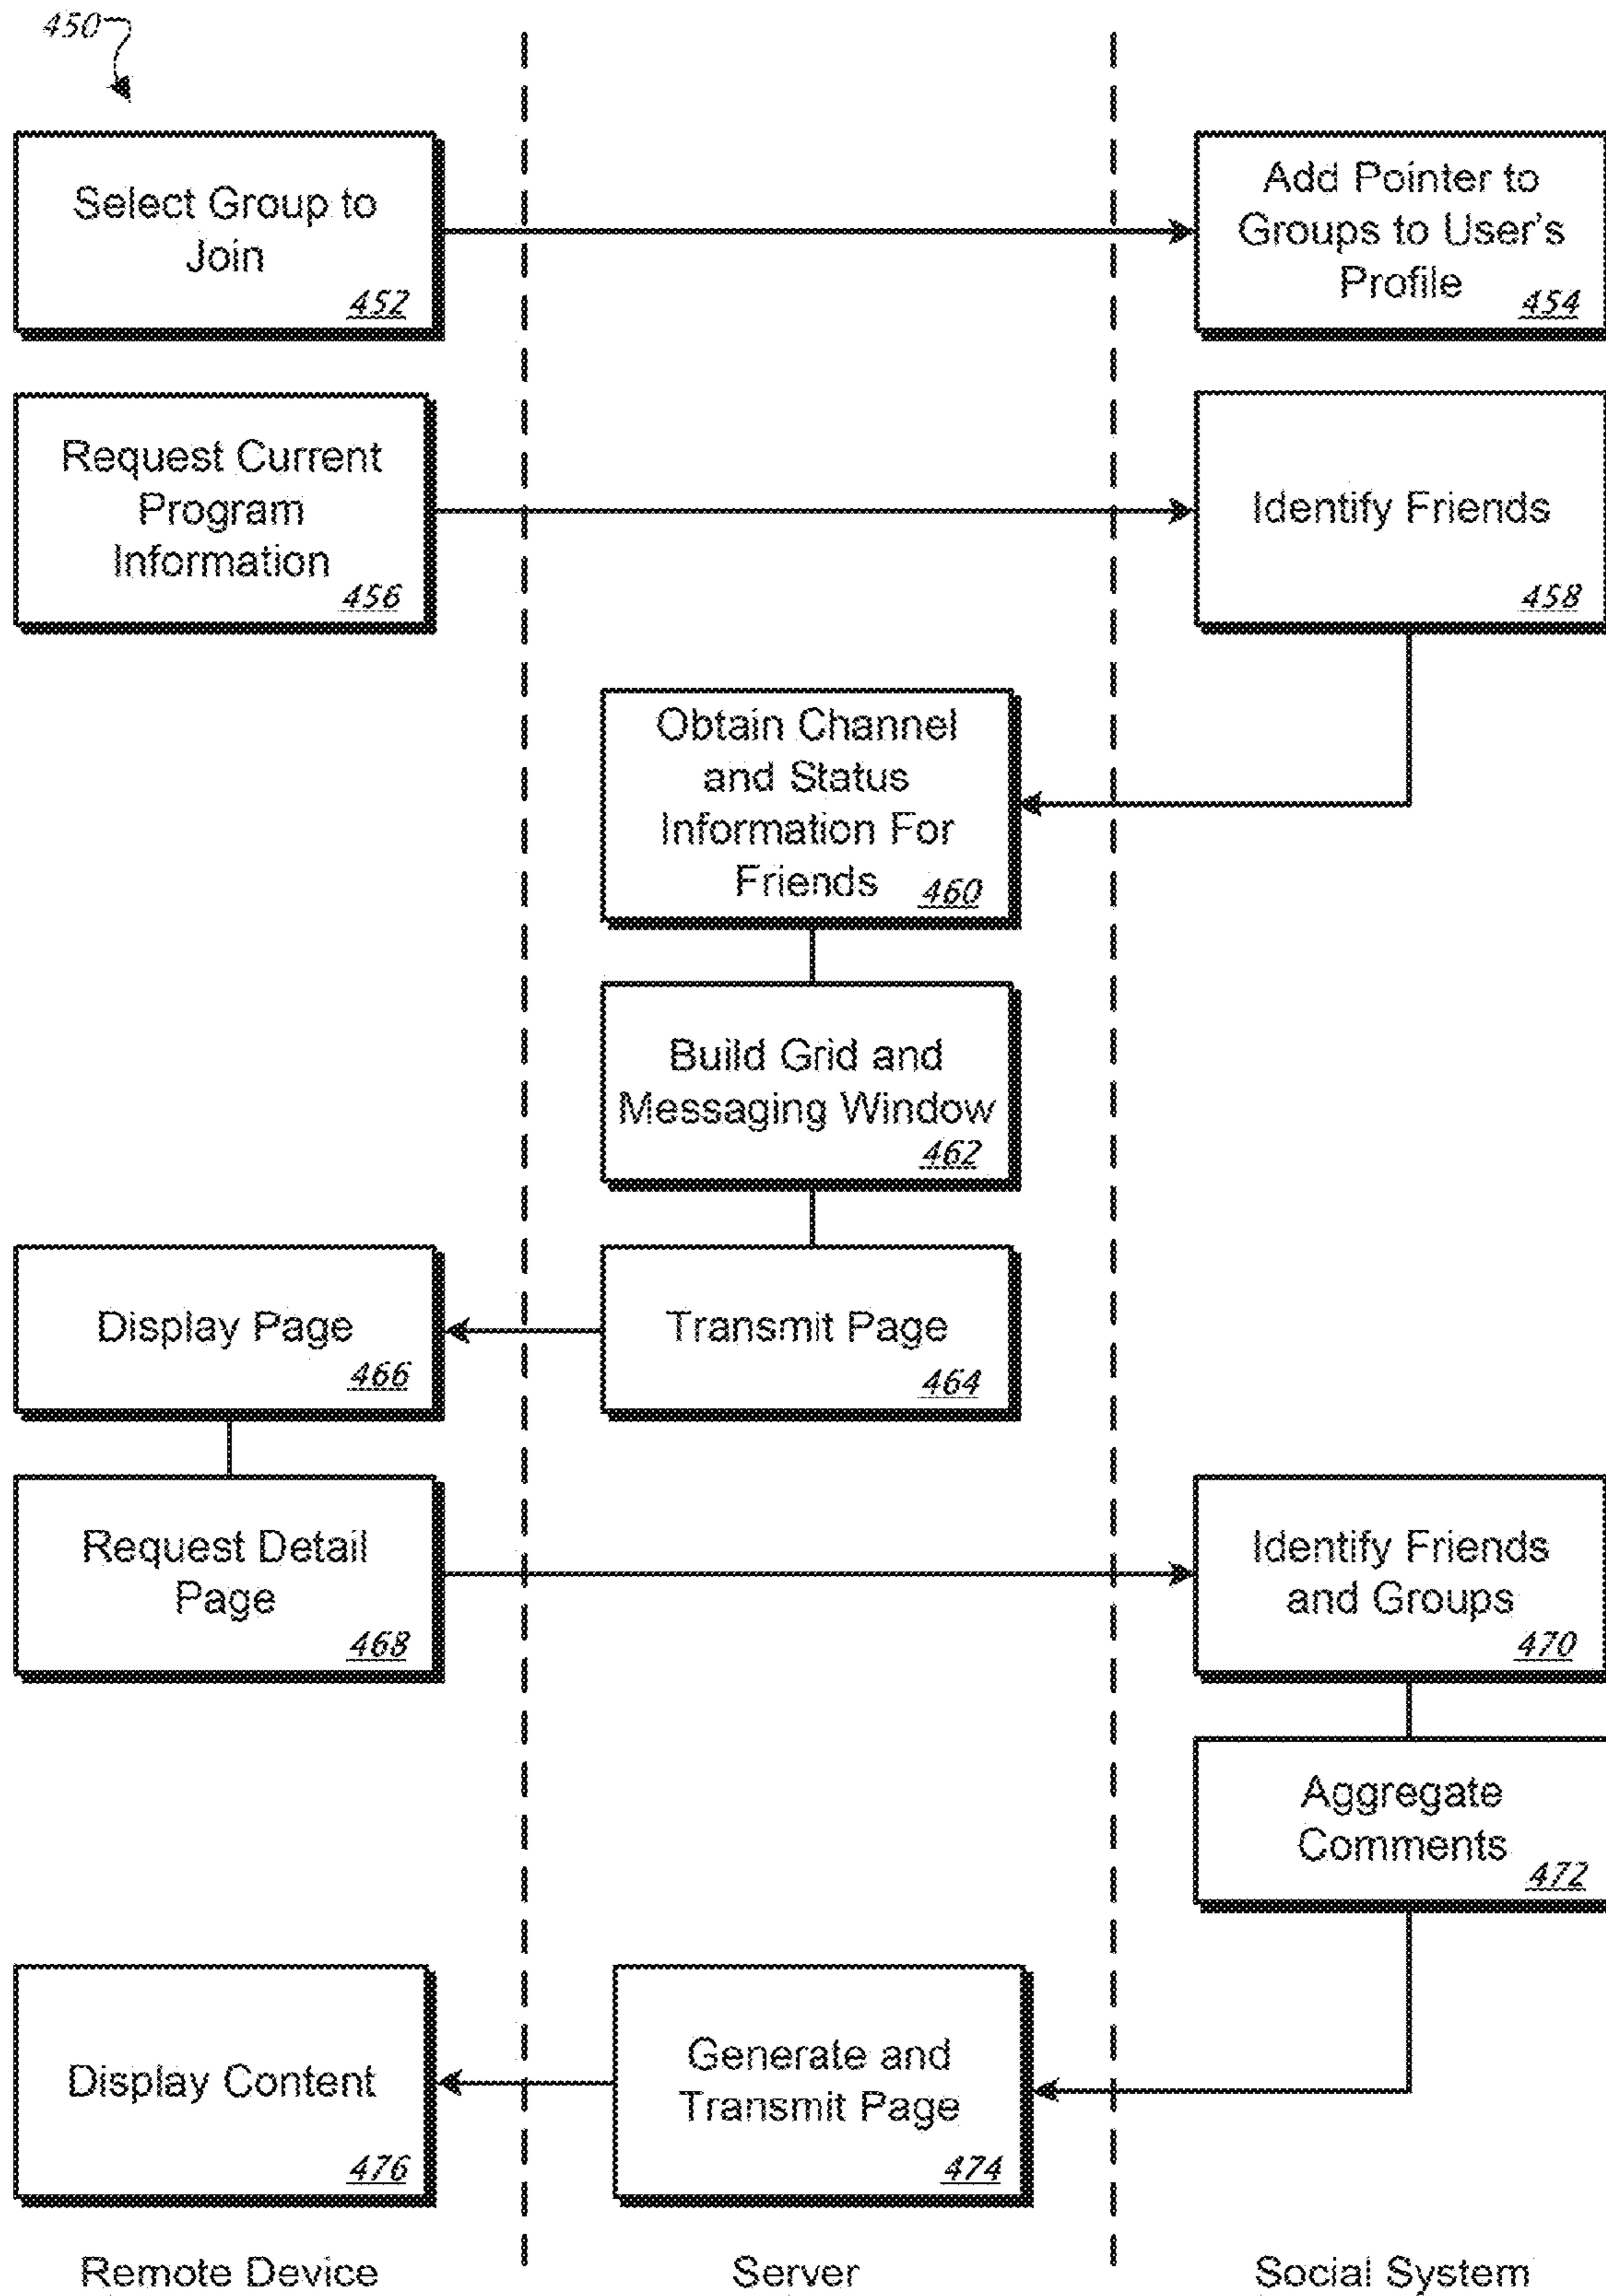 450
Select Group to
Join
452
Add Pointer to
Groups to User's
Profile
454
Request Current
Program
Information
456
Identify Friends
458
Obtain Channel
and Status
Information For
Friends
460
Build Grid and
Messaging Window
462
Display Page
466
Transmit Page
464
Request Detail
Page
468
Identify Friends
and Groups
470
Aggregate
Comments
472
Display Content
476
Generate and
Transmit Page
474
Remote Device
Server
Social System